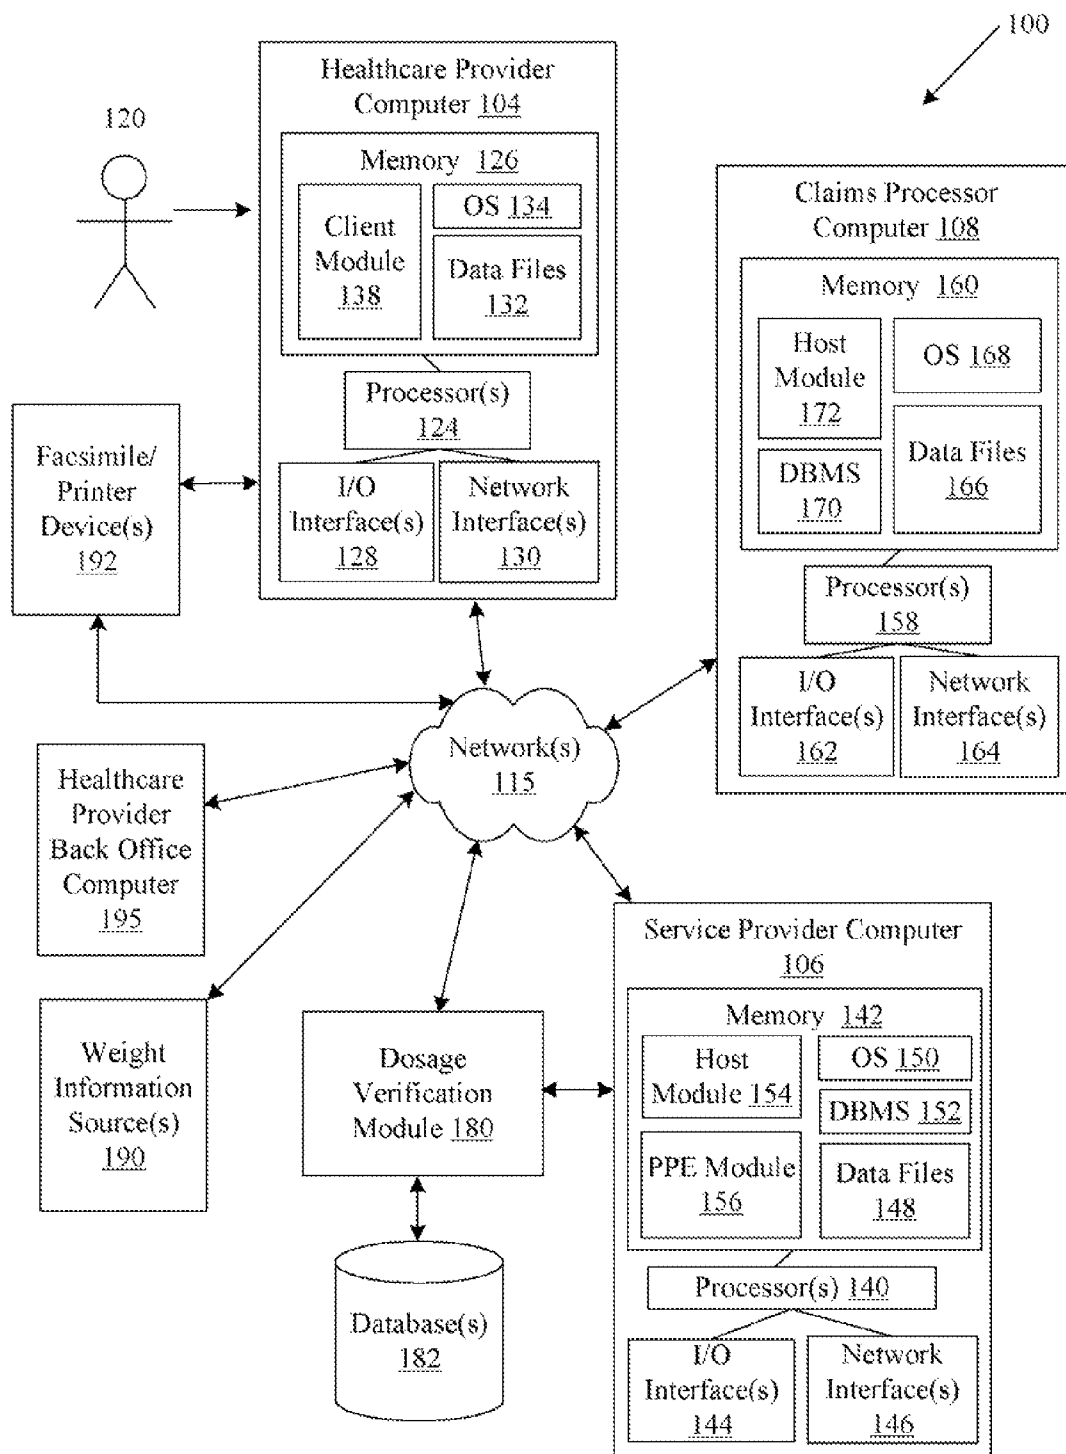 100
120
Healthcare Provider
Computer 104
Memory 126
Client
Module
138
OS 134
Data Files
132
Processor(s)
124
I/O
Interface(s)
128
Network
Interface(s)
130
Claims Processor
Computer 108
Memory 160
Host
Module
172
OS 168
DBMS
170
Data Files
166
Processor(s)
158
I/O
Interface(s)
162
Network
Interface(s)
164
Facsimile/
Printer
Device(s)
192
Network(s)
115
Healthcare
Provider
Back Office
Computer
195
Weight
Information
Source(s)
190
Dosage
Verification
Module 180
Database(s)
182
Service Provider Computer
106
Memory 142
Host
Module 154
OS 150
DBMS 152
PPE Module
156
Data Files
148
Processor(s) 140
I/O
Interface(s)
144
Network
Interface(s)
146